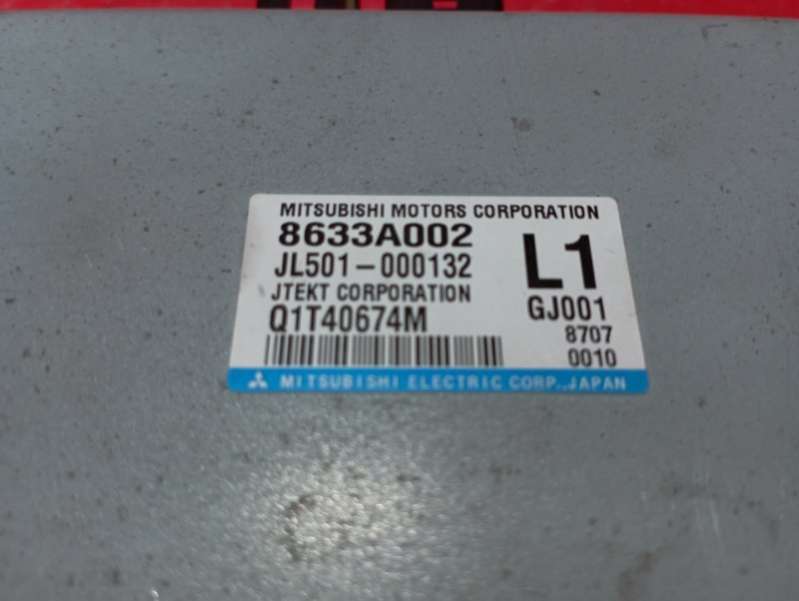 MITSUBISHI MOTORS CORPORATION
8633A002
L1
JL501-000132
JTEKT CORPORATION
GJ001
Q1T40674M
8707
0010
MITSUBISHI ELECTRIC CORP., JAPAN